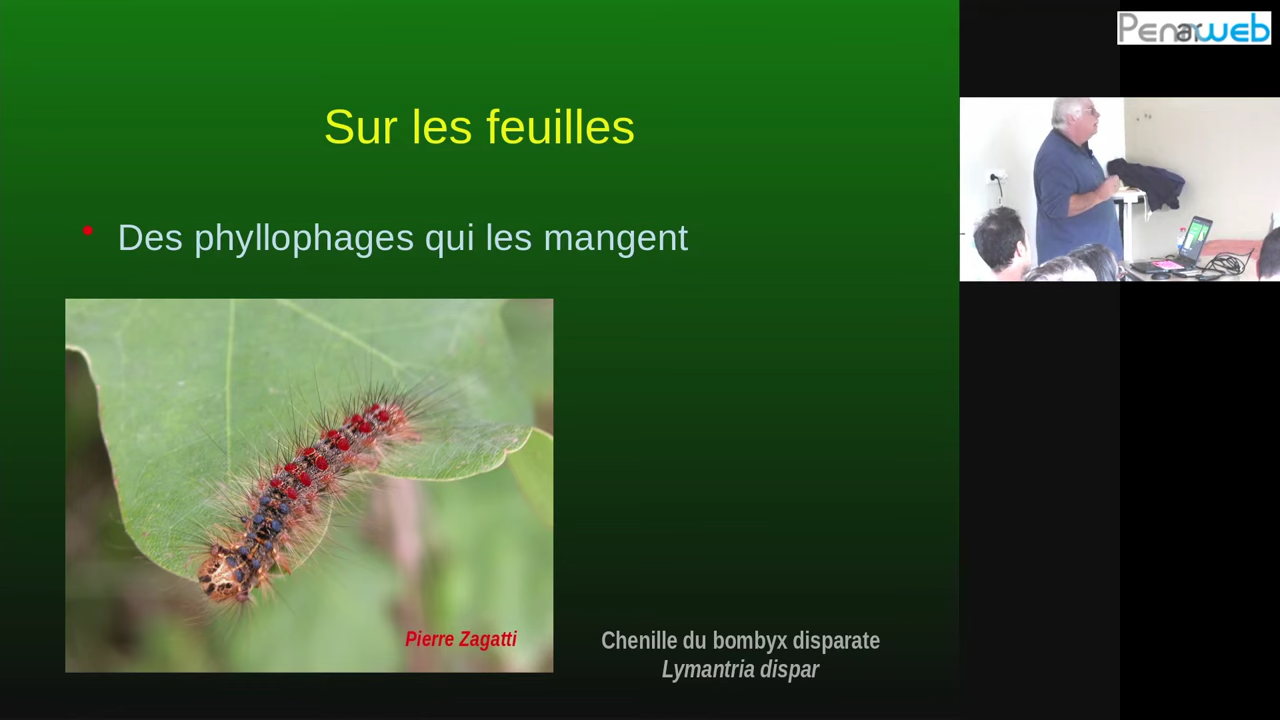 Penarweb
Sur les feuilles
Des phyllophages qui les mangent
Pierre Zagatti
Chenille du bombyx disparate
Lymantria dispar